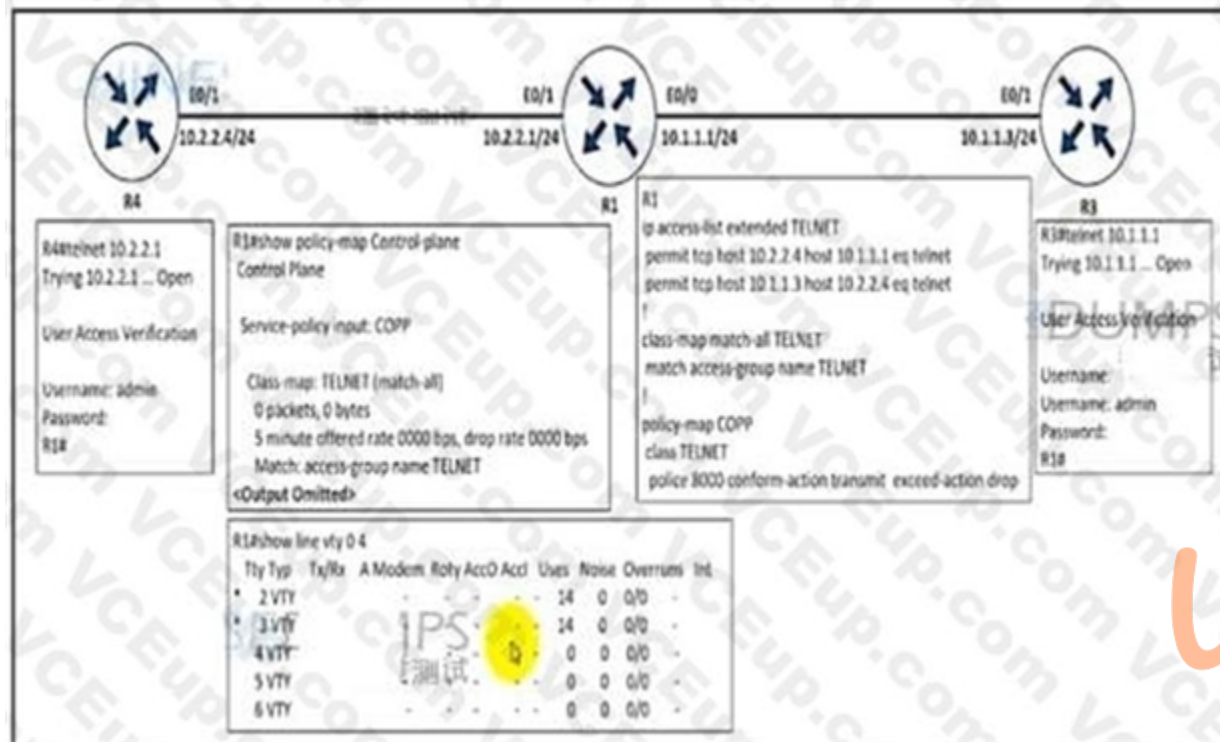 E0/1
E0/1
E0/0
E0/1
10.2.2.4/24
10.2.2.1/24
10.1.1.1/24
10.1.1.3/24
R4
R1
R3
R4#telnet 10.2.2.1
Trying 10.2.2.1 ... Open
User Access Verification
Username: admin
Password:
R1#
R1#show policy-map Control-plane
Control Plane
Service-policy input: COPP
Class-map: TELNET (match-all)
0 packets, 0 bytes
5 minute offered rate 0000 bps, drop rate 0000 bps
Match: access-group name TELNET
<Output Omitted>
R1
ip access-list extended TELNET
permit tcp host 10.2.2.4 host 10.1.1.1 eq telnet
permit tcp host 10.1.1.3 host 10.2.2.4 eq telnet
!
class-map match-all TELNET
match access-group name TELNET
!
policy-map COPP
class TELNET
police 8000 conform-action transmit exceed-action drop
R3#telnet 10.1.1.1
Trying 10.1.1.1 ... Open
User Access Verification
Username:
Username: admin
Password:
R1#
R1#show line vty 0 4
Tty Typ Tx/Rx A Modem Roty AccO AccI Uses Noise Overruns Int
* 2 VTY - - - - - 14 0 0/0 -
* 3 VTY - - - - - 14 0 0/0 -
4 VTY - - - - - 0 0 0/0 -
5 VTY - - - - - 0 0 0/0 -
6 VTY - - - - - 0 0 0/0 -
VCEup.com
DUMPS
IPS
测试